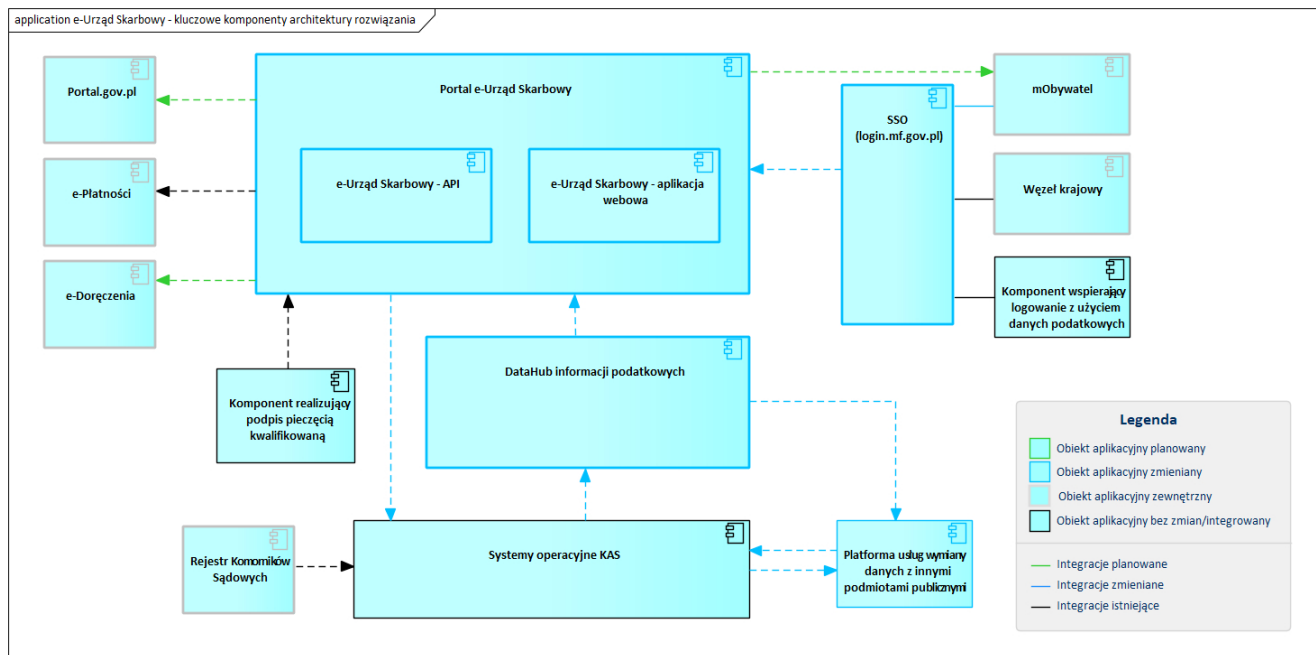 application e-Urząd Skarbowy - kluczowe komponenty architektury rozwiązania
Portal.gov.pl
Portal e-Urząd Skarbowy
mObywatel
SSO
(login.mf.gov.pl)
e-Płatności
e-Urząd Skarbowy - API
e-Urząd Skarbowy - aplikacja
webowa
Węzeł krajowy
e-Doręczenia
Komponent wspierający
logowanie z użyciem
danych podatkowych
DataHub informacji podatkowych
Komponent realizujący
podpis pieczęcią
kwalifikowaną
Rejestr Komorników
Sądowych
Systemy operacyjne KAS
Platforma usług wymiany
danych z innymi
podmiotami publicznymi
Legenda
Obiekt aplikacyjny planowany
Obiekt aplikacyjny zmieniany
Obiekt aplikacyjny zewnętrzny
Obiekt aplikacyjny bez zmian/integrowany
Integracje planowane
Integracje zmieniane
Integracje istniejące